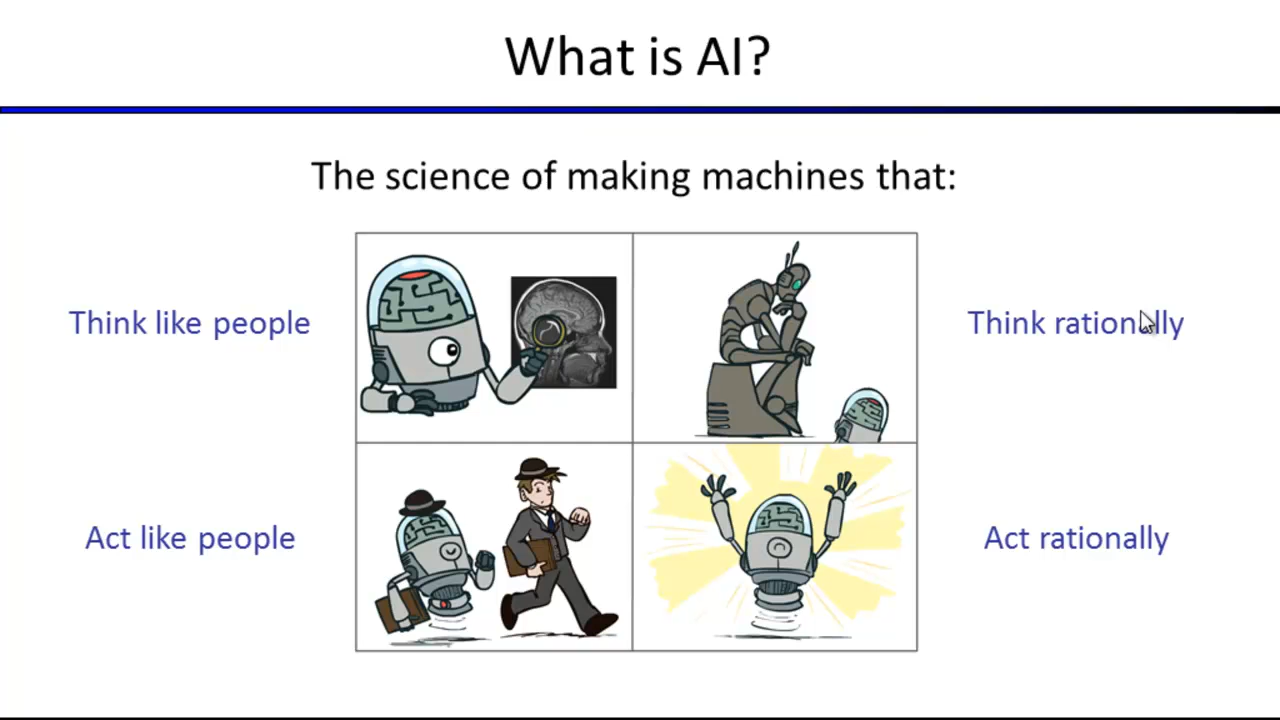 What is AI?
The science of making machines that:
Think like people
Think rationally
Act like people
Act rationally